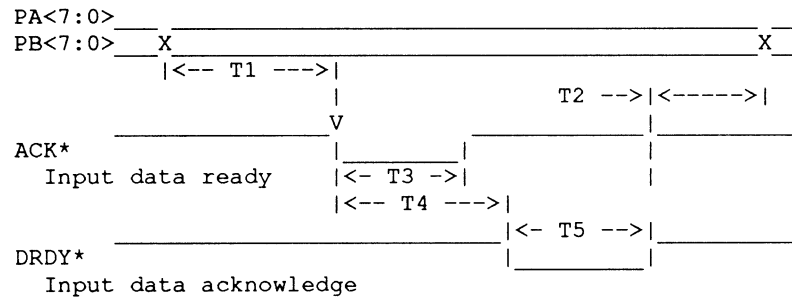 PA<7:0>
PB<7:0> X X
|<-- T1 --->|
T2 -->|<----->|
V
ACK*
Input data ready |<- T3 ->|
|<-- T4 --->|
|<- T5 -->|
DRDY*
Input data acknowledge